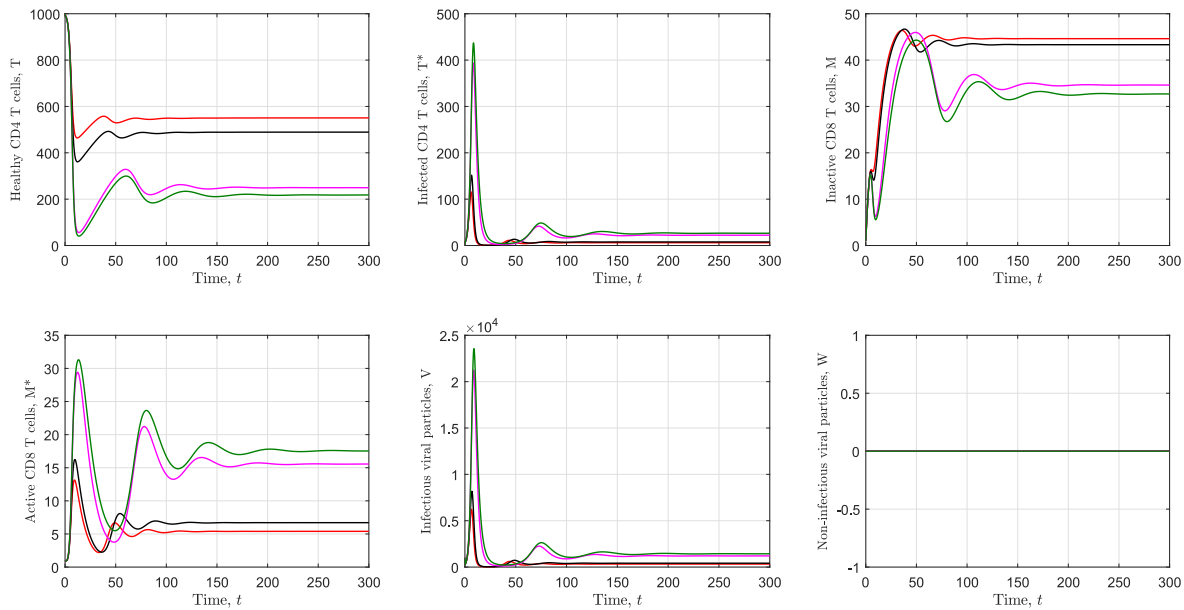 Healthy CD4 T cells, T
1000
800
600
400
200
0
0 50 100 150 200 250 300
Time, t
Infected CD4 T cells, T*
500
400
300
200
100
0
0 50 100 150 200 250 300
Time, t
Inactive CD8 T cells, M
50
40
30
20
10
0
0 50 100 150 200 250 300
Time, t
Active CD8 T cells, M*
35
30
25
20
15
10
5
0
0 50 100 150 200 250 300
Time, t
Infectious viral particles, V
×10⁴
2.5
2
1.5
1
0.5
0
0 50 100 150 200 250 300
Time, t
Non-infectious viral particles, W
1
0.5
0
-0.5
-1
0 50 100 150 200 250 300
Time, t